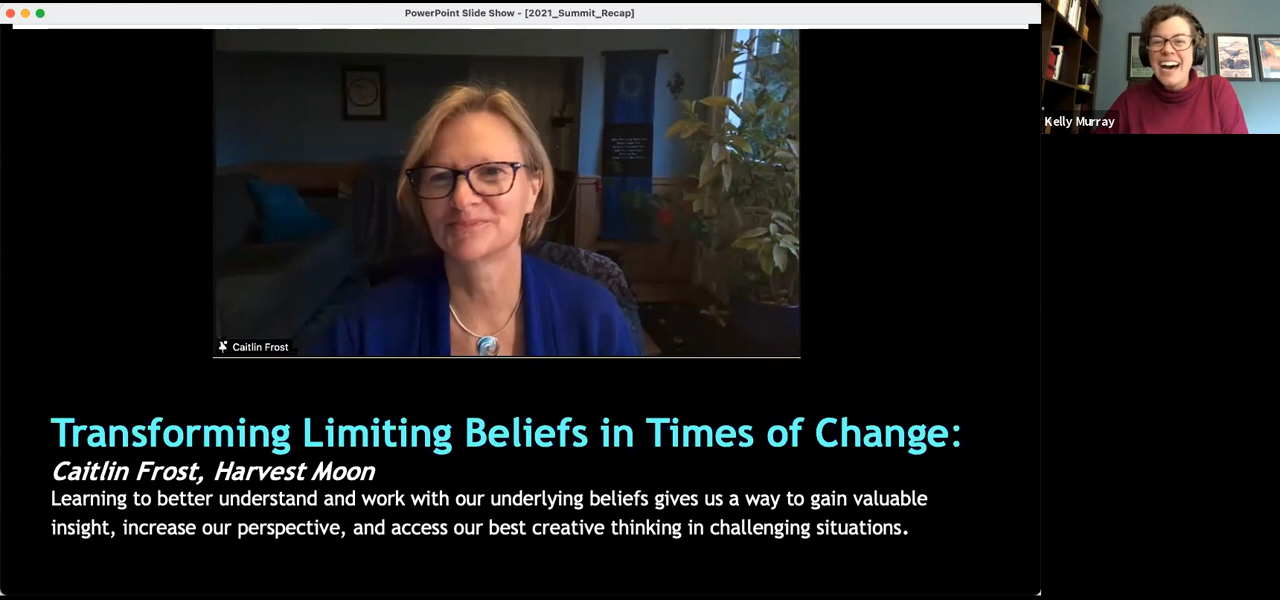 PowerPoint Slide Show - [2021_Summit_Recap]
Kelly Murray
Caitlin Frost
Transforming Limiting Beliefs in Times of Change:
Caitlin Frost, Harvest Moon
Learning to better understand and work with our underlying beliefs gives us a way to gain valuable
insight, increase our perspective, and access our best creative thinking in challenging situations.